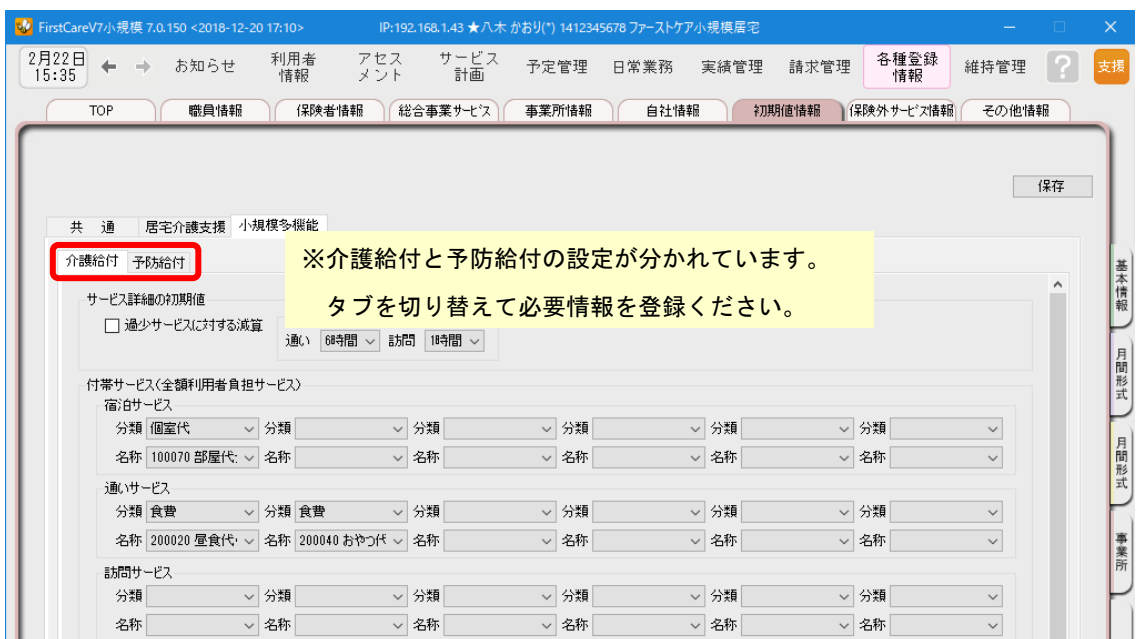 FirstCareV7小規模 7.0.150 <2018-12-20 17:10> IP:192.168.1.43 ★八木 かおり(*) 1412345678 ファーストケア小規模居宅
2月22日
15:35
お知らせ
利用者
情報
アセス
メント
サービス
計画
予定管理
日常業務
実績管理
請求管理
各種登録
情報
維持管理
?
支援
TOP 職員情報 保険者情報 総合事業サービス 事業所情報 自社情報 初期値情報 保険外サービス情報 その他情報
保存
共 通 居宅介護支援 小規模多機能
介護給付 予防給付
※介護給付と予防給付の設定が分かれています。
タブを切り替えて必要情報を登録ください。
サービス詳細の初期値
過少サービスに対する減算
通い 6時間 訪問 1時間
付帯サービス(全額利用者負担サービス)
宿泊サービス
分類 個室代 分類 分類 分類 分類 分類
名称 100070 部屋代: 名称 名称 名称 名称 名称
通いサービス
分類 食費 分類 食費 分類 分類 分類 分類
名称 200020 昼食代・ 名称 200040 おやつ代 名称 名称 名称 名称
訪問サービス
分類 分類 分類 分類 分類 分類
名称 名称 名称 名称 名称 名称
基本情報
月間形式
月間形式
事業所